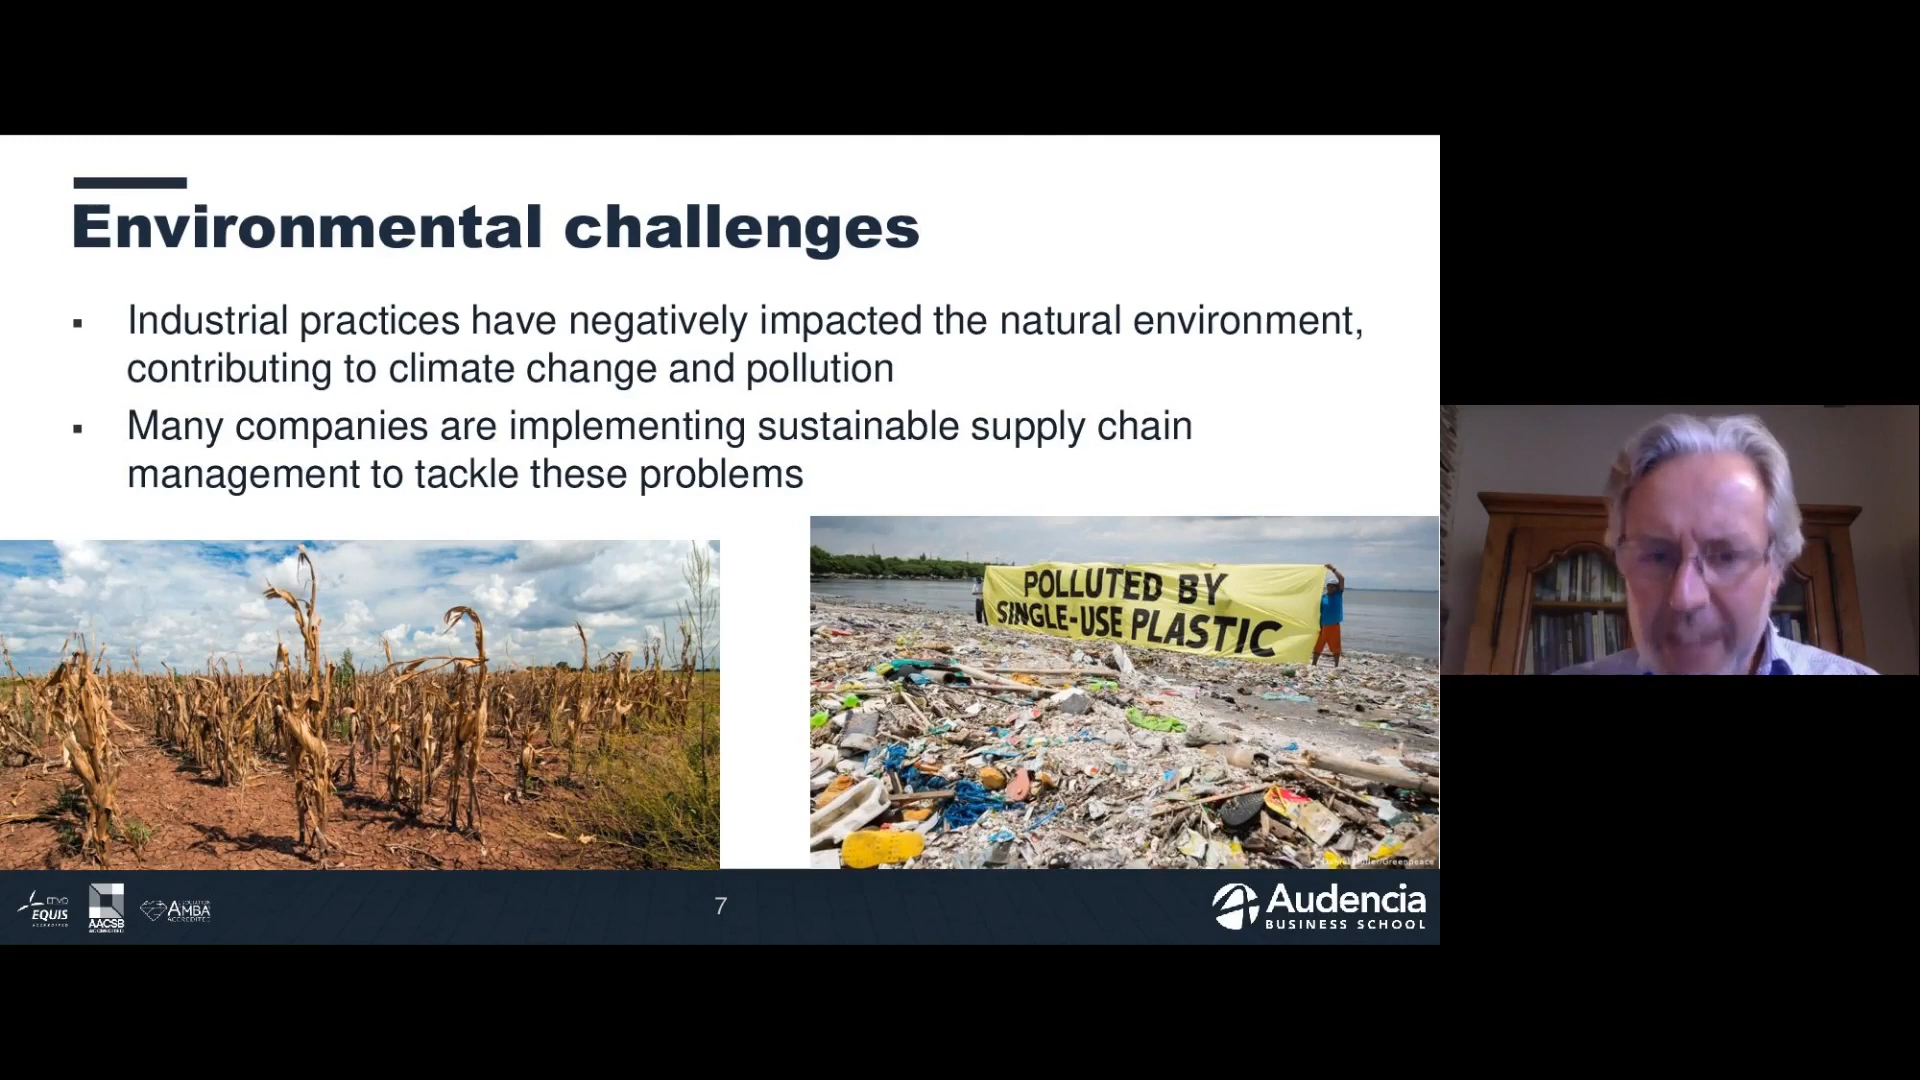 Environmental challenges
▪ Industrial practices have negatively impacted the natural environment,
contributing to climate change and pollution
▪ Many companies are implementing sustainable supply chain
management to tackle these problems
POLLUTED BY
SINGLE-USE PLASTIC
EQUIS
AACSB
AMBA
7
Audencia
BUSINESS SCHOOL